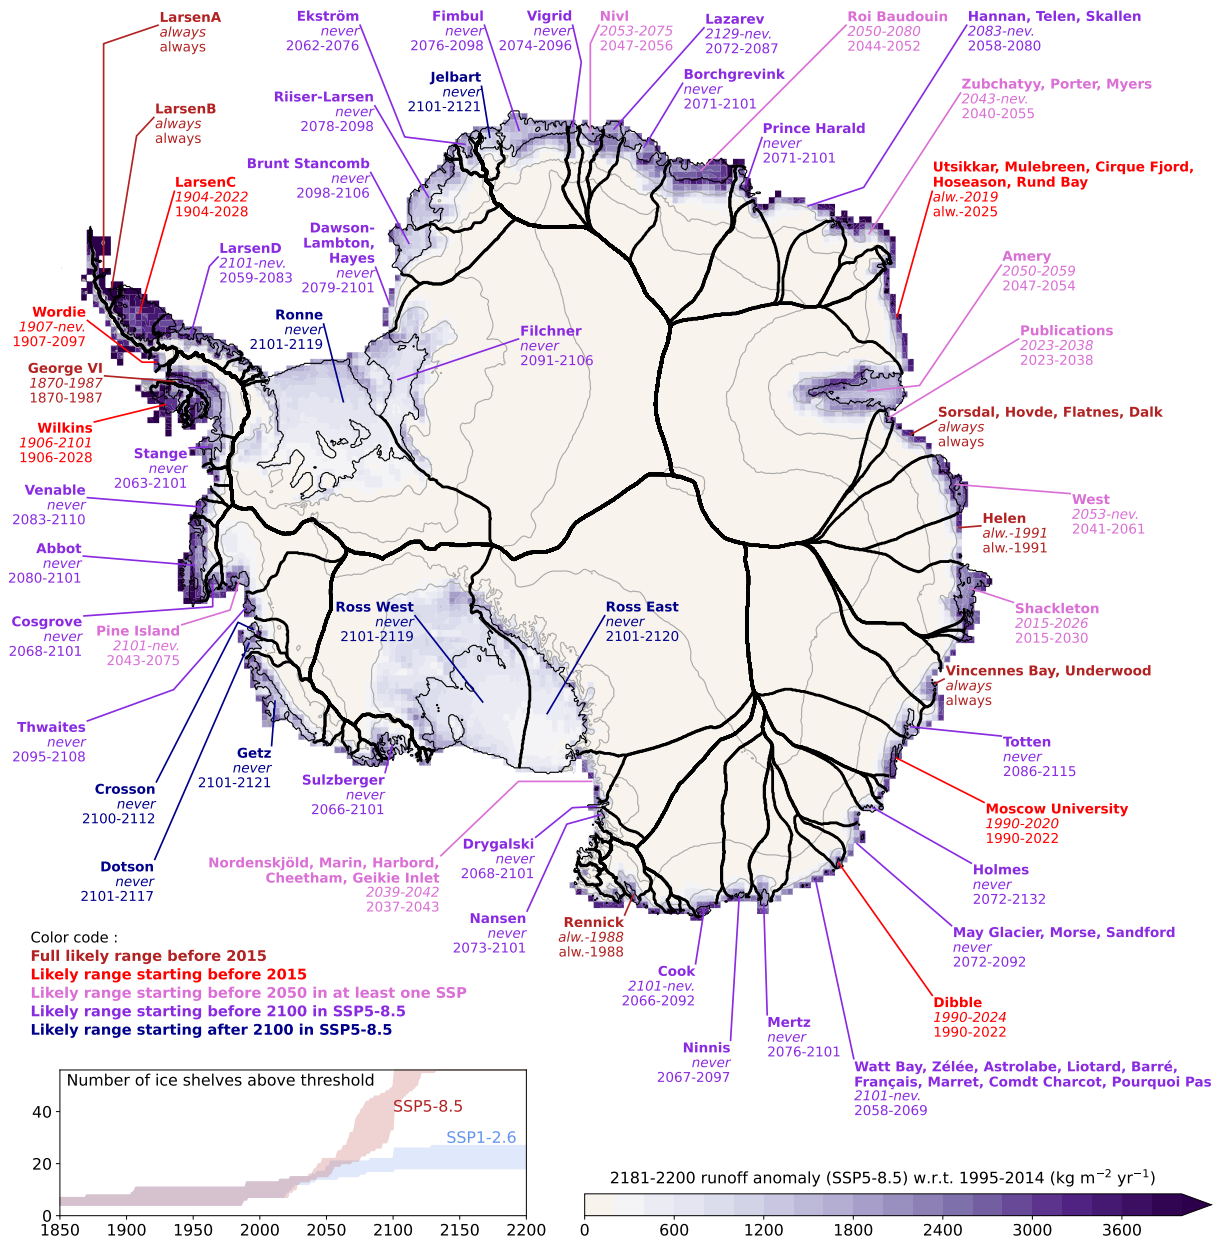 LarsenA
always
always
Ekström
never
2062-2076
Fimbul
never
2076-2098
Vigrid
never
2074-2096
Nivl
2053-2075
2047-2056
Lazarev
2129-nev.
2072-2087
Roi Baudouin
2050-2080
2044-2052
Hannan, Telen, Skallen
2083-nev.
2058-2080
Jelbart
never
2101-2121
Borchgrevink
never
2071-2101
Zubchatyy, Porter, Myers
2043-nev.
2040-2055
Riiser-Larsen
never
2078-2098
LarsenB
always
always
Prince Harald
never
2071-2101
Brunt Stancomb
never
2098-2106
Utsikkar, Mulebreen, Cirque Fjord,
Hoseason, Rund Bay
alw.-2019
alw.-2025
LarsenC
1904-2022
1904-2028
Dawson-
Lambton,
Hayes
never
2079-2101
LarsenD
2101-nev.
2059-2083
Amery
2050-2059
2047-2054
Wordie
1907-nev.
1907-2097
Ronne
never
2101-2119
Filchner
never
2091-2106
Publications
2023-2038
2023-2038
George VI
1870-1987
1870-1987
Sorsdal, Hovde, Flatnes, Dalk
always
always
Wilkins
1906-2101
1906-2028
Stange
never
2063-2101
Venable
never
2083-2110
West
2053-nev.
2041-2061
Helen
alw.-1991
alw.-1991
Abbot
never
2080-2101
Ross West
never
2101-2119
Ross East
never
2101-2120
Shackleton
2015-2026
2015-2030
Cosgrove
never
2068-2101
Pine Island
2101-nev.
2043-2075
Vincennes Bay, Underwood
always
always
Thwaites
never
2095-2108
Totten
never
2086-2115
Getz
never
2101-2121
Sulzberger
never
2066-2101
Crosson
never
2100-2112
Moscow University
1990-2020
1990-2022
Drygalski
never
2068-2101
Dotson
never
2101-2117
Nordenskjöld, Marin, Harbord,
Cheetham, Geikie Inlet
2039-2042
2037-2043
Holmes
never
2072-2132
Nansen
never
2073-2101
Rennick
alw.-1988
alw.-1988
May Glacier, Morse, Sandford
never
2072-2092
Cook
2101-nev.
2066-2092
Dibble
1990-2024
1990-2022
Mertz
never
2076-2101
Ninnis
never
2067-2097
Watt Bay, Zélée, Astrolabe, Liotard, Barré,
Français, Marret, Comdt Charcot, Pourquoi Pas
2101-nev.
2058-2069
Color code :
Full likely range before 2015
Likely range starting before 2015
Likely range starting before 2050 in at least one SSP
Likely range starting before 2100 in SSP5-8.5
Likely range starting after 2100 in SSP5-8.5
Number of ice shelves above threshold
SSP5-8.5
SSP1-2.6
40
20
0
1850 1900 1950 2000 2050 2100 2150 2200
2181-2200 runoff anomaly (SSP5-8.5) w.r.t. 1995-2014 (kg m−2 yr−1)
0 600 1200 1800 2400 3000 3600